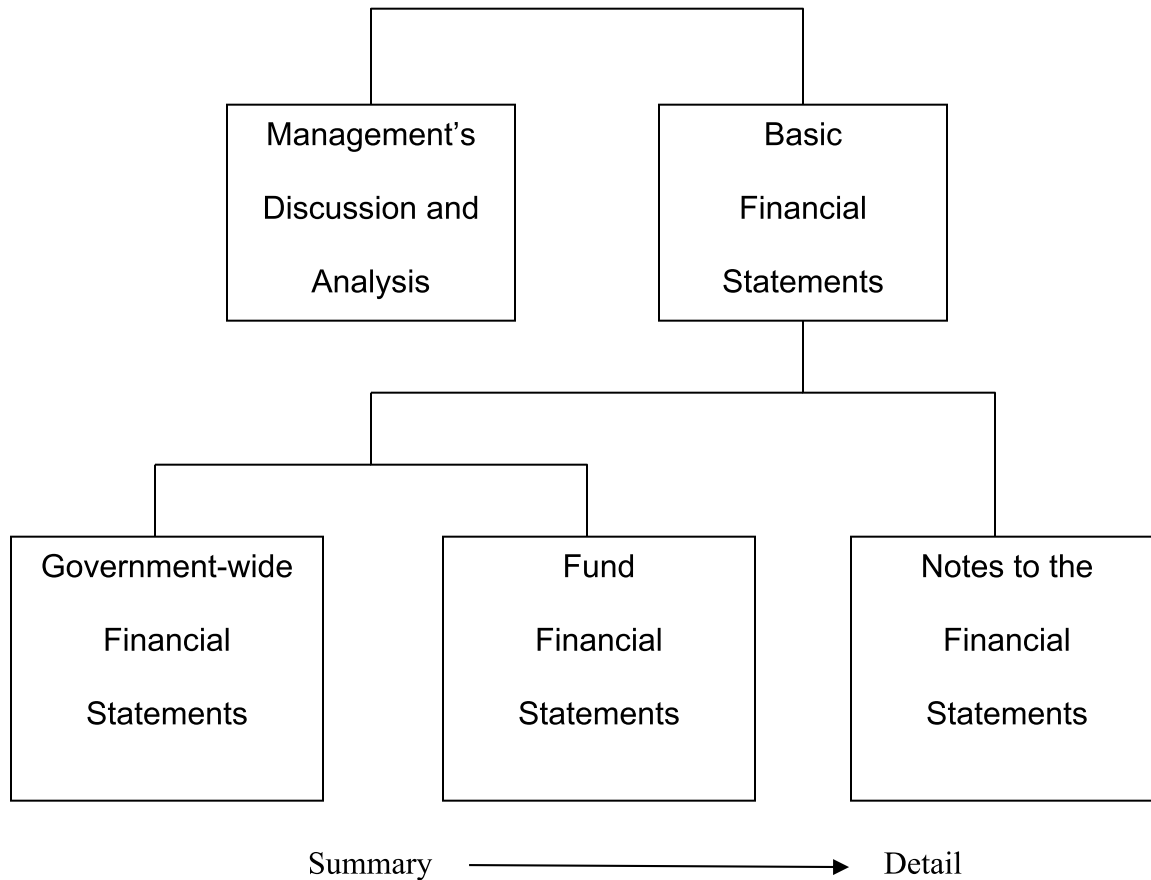 Management’s
Discussion and
Analysis
Basic
Financial
Statements
Government-wide
Financial
Statements
Fund
Financial
Statements
Notes to the
Financial
Statements
Summary
Detail